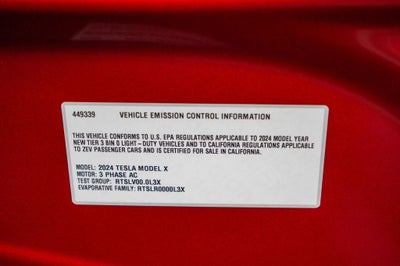 449339 VEHICLE EMISSION CONTROL INFORMATION
THIS VEHICLE CONFORMS TO U.S. EPA REGULATIONS APPLICABLE TO 2024 MODEL YEAR
NEW TIER 3 BIN 0 LIGHT-DUTY VEHICLES AND TO CALIFORNIA REGULATIONS APPLICABLE
TO ZEV PASSENGER CARS AND IS CERTIFIED FOR SALE IN CALIFORNIA.
MODEL: 2024 TESLA MODEL X
MOTOR: 3 PHASE AC
TEST GROUP: RTSLV00.0L3X
EVAPORATIVE FAMILY: RTSLR0000L3X